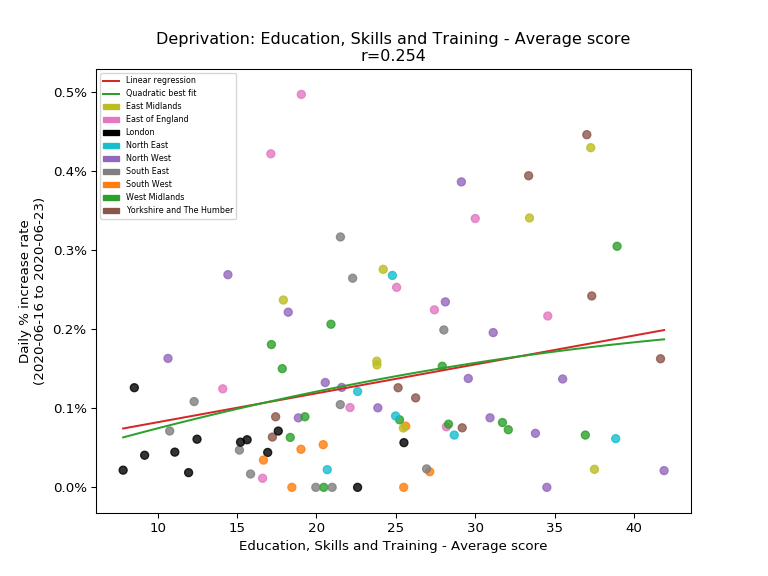 Deprivation: Education, Skills and Training - Average score
r=0.254
Linear regression
Quadratic best fit
East Midlands
East of England
London
North East
North West
South East
South West
West Midlands
Yorkshire and The Humber
0.5%
0.4%
0.3%
0.2%
0.1%
0.0%
Daily % increase rate
(2020-06-16 to 2020-06-23)
10 15 20 25 30 35 40
Education, Skills and Training - Average score